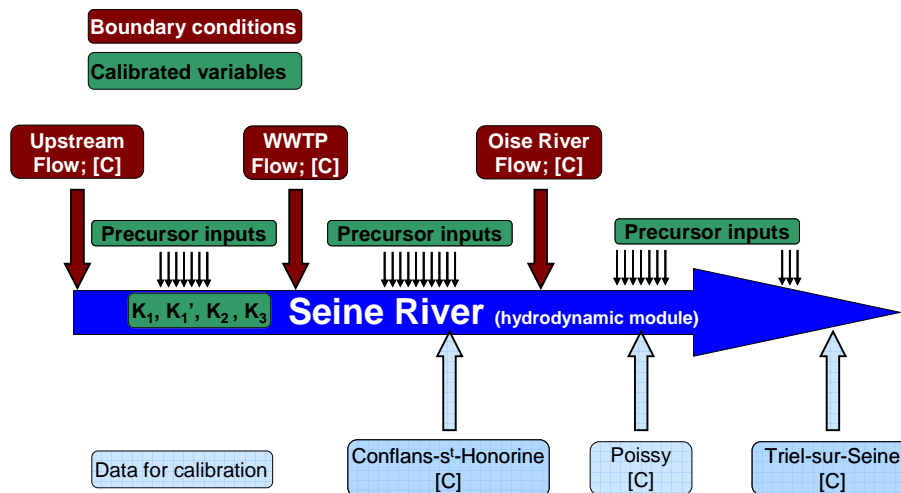 Boundary conditions
Calibrated variables
Upstream
Flow; [C]
WWTP
Flow; [C]
Oise River
Flow; [C]
Precursor inputs
Precursor inputs
Precursor inputs
K₁, K₁’, K₂ , K₃
Seine River (hydrodynamic module)
Data for calibration
Conflans-sᵗ-Honorine
[C]
Poissy
[C]
Triel-sur-Seine
[C]